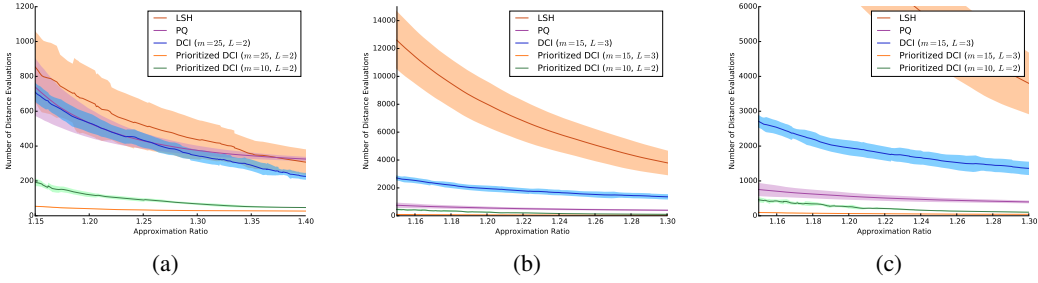 LSH
PQ
DCI (m=25, L=2)
Prioritized DCI (m=25, L=2)
Prioritized DCI (m=10, L=2)
Number of Distance Evaluations
1000
800
600
400
200
0
1.15 1.20 1.25 1.30 1.35 1.40
Approximation Ratio
(a)
LSH
PQ
DCI (m=15, L=3)
Prioritized DCI (m=15, L=3)
Prioritized DCI (m=10, L=2)
Number of Distance Evaluations
14000
12000
10000
8000
6000
4000
2000
0
1.16 1.18 1.20 1.22 1.24 1.26 1.28 1.30
Approximation Ratio
(b)
LSH
PQ
DCI (m=15, L=3)
Prioritized DCI (m=15, L=3)
Prioritized DCI (m=10, L=2)
Number of Distance Evaluations
6000
5000
4000
3000
2000
1000
0
1.16 1.18 1.20 1.22 1.24 1.26 1.28 1.30
Approximation Ratio
(c)